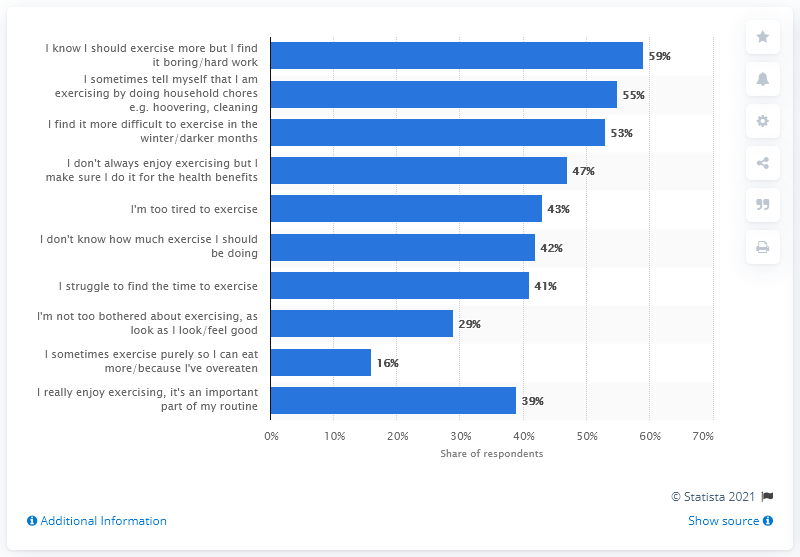 I know I should exercise more but I find
it boring/hard work
59%
I sometimes tell myself that I am
exercising by doing household chores
e.g. hoovering, cleaning
55%
I find it more difficult to exercise in the
winter/darker months
53%
I don't always enjoy exercising but I
make sure I do it for the health benefits
47%
I'm too tired to exercise
43%
I don't know how much exercise I should
be doing
42%
I struggle to find the time to exercise
41%
I'm not too bothered about exercising, as
look as I look/feel good
29%
I sometimes exercise purely so I can eat
more/because I've overeaten
16%
I really enjoy exercising, it's an important
part of my routine
39%
0% 10% 20% 30% 40% 50% 60% 70%
Share of respondents
© Statista 2021
Additional Information
Show source